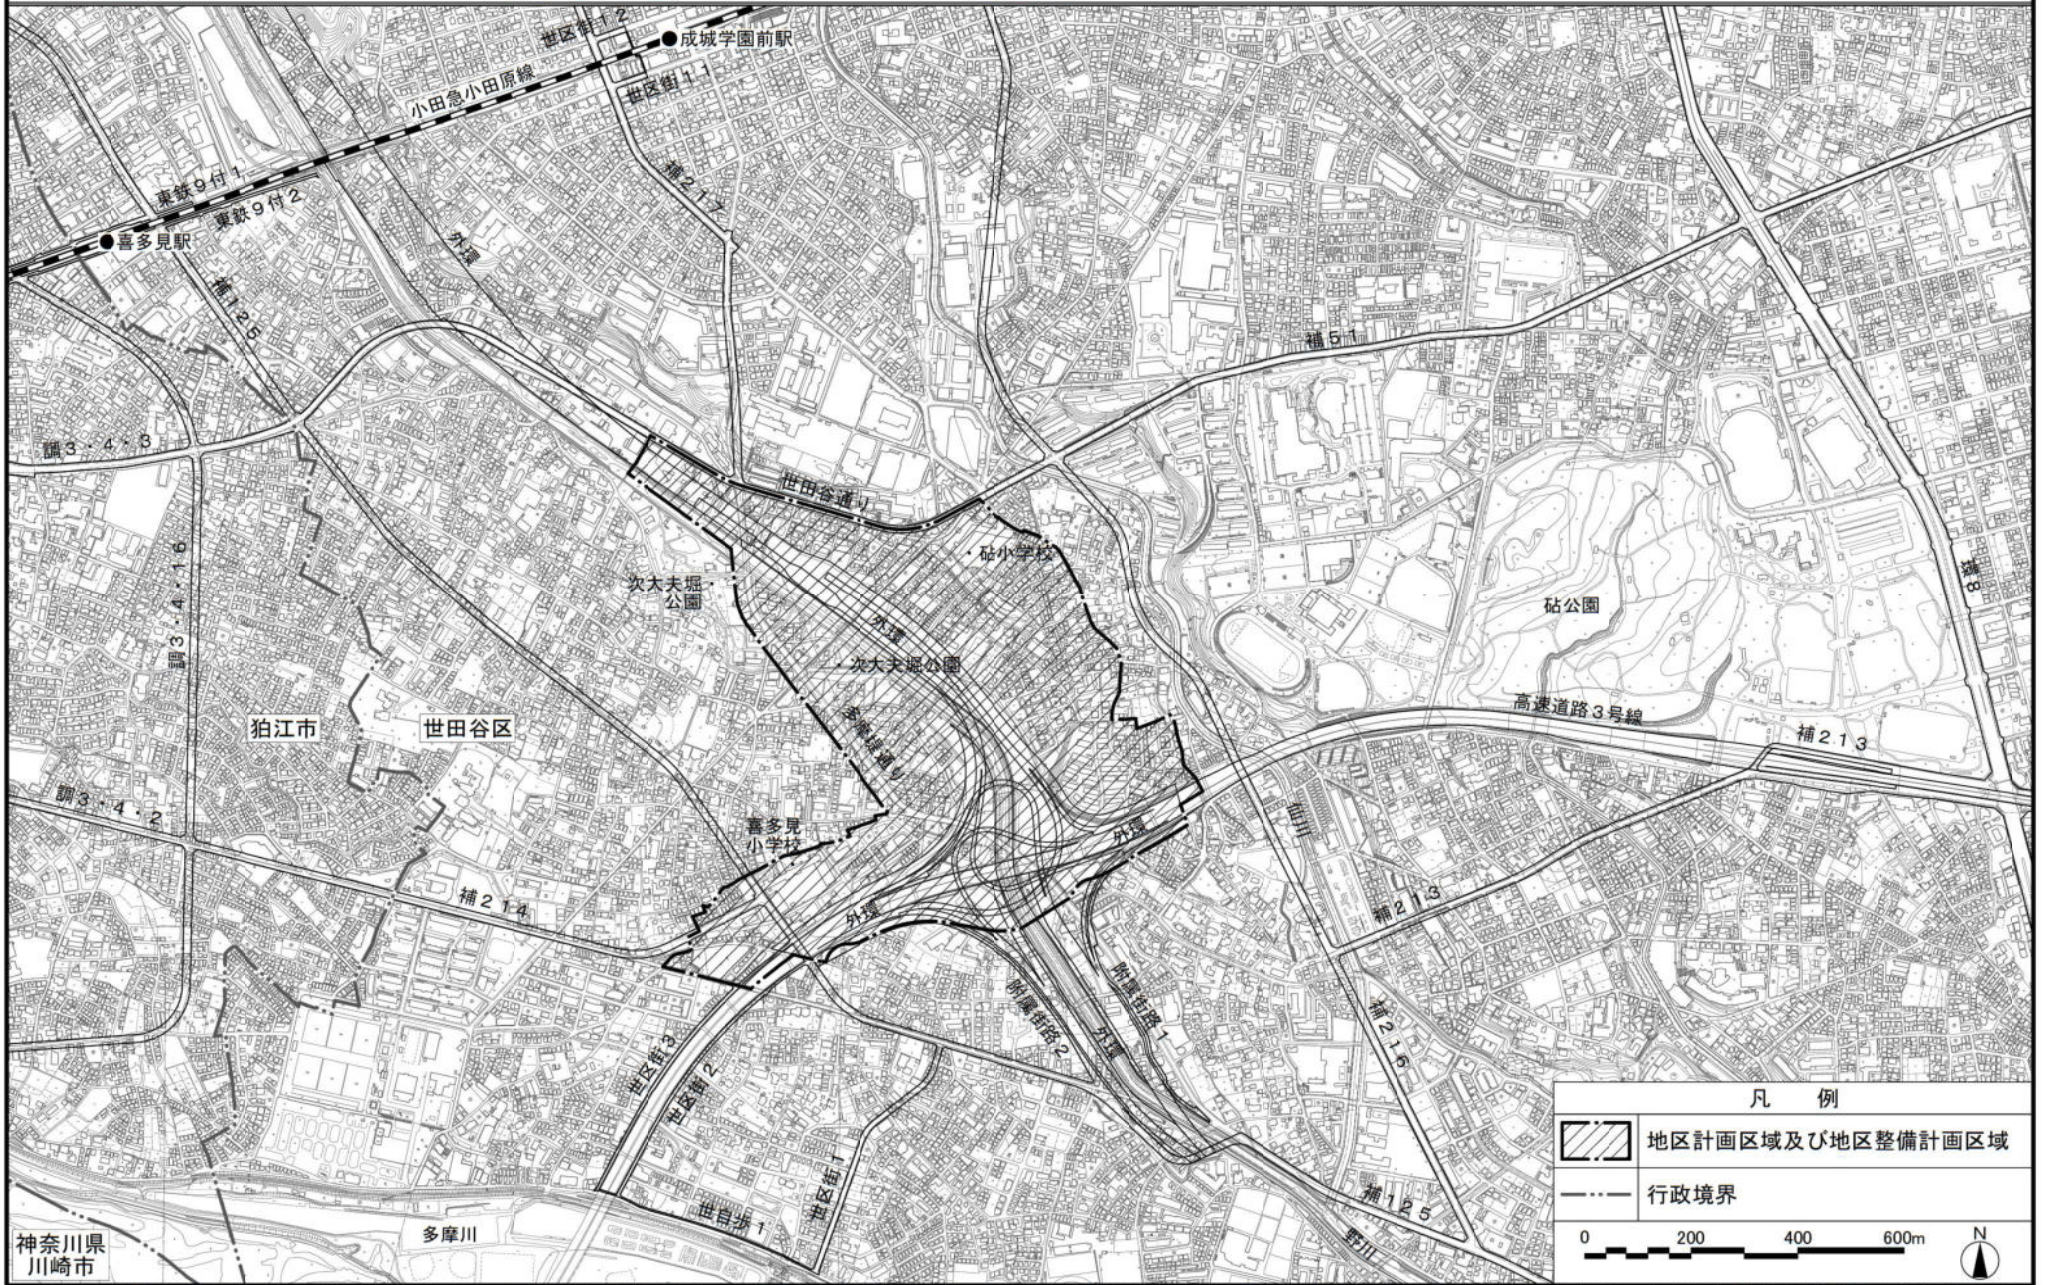 世区街12
成城学園前駅
小田急小田原線
世区街11
東鉄9付1
東鉄9付2
喜多見駅
補217
外環
補125
補51
調3・4・3
世田谷通り
砧小学校
調3・4・16
次大夫堀
公園
環8
砧公園
外環
次大夫堀公園
高速道路3号線
狛江市
世田谷区
多摩堤通り
補213
調3・4・2
喜多見
小学校
外環
仙川
補214
外環
補213
附属街路1
附属街路2
外環
補216
世区街3
世区街2
世区街1
世自歩1
補125
野川
多摩川
神奈川県
川崎市
凡 例
地区計画区域及び地区整備計画区域
行政境界
0 200 400 600m
N